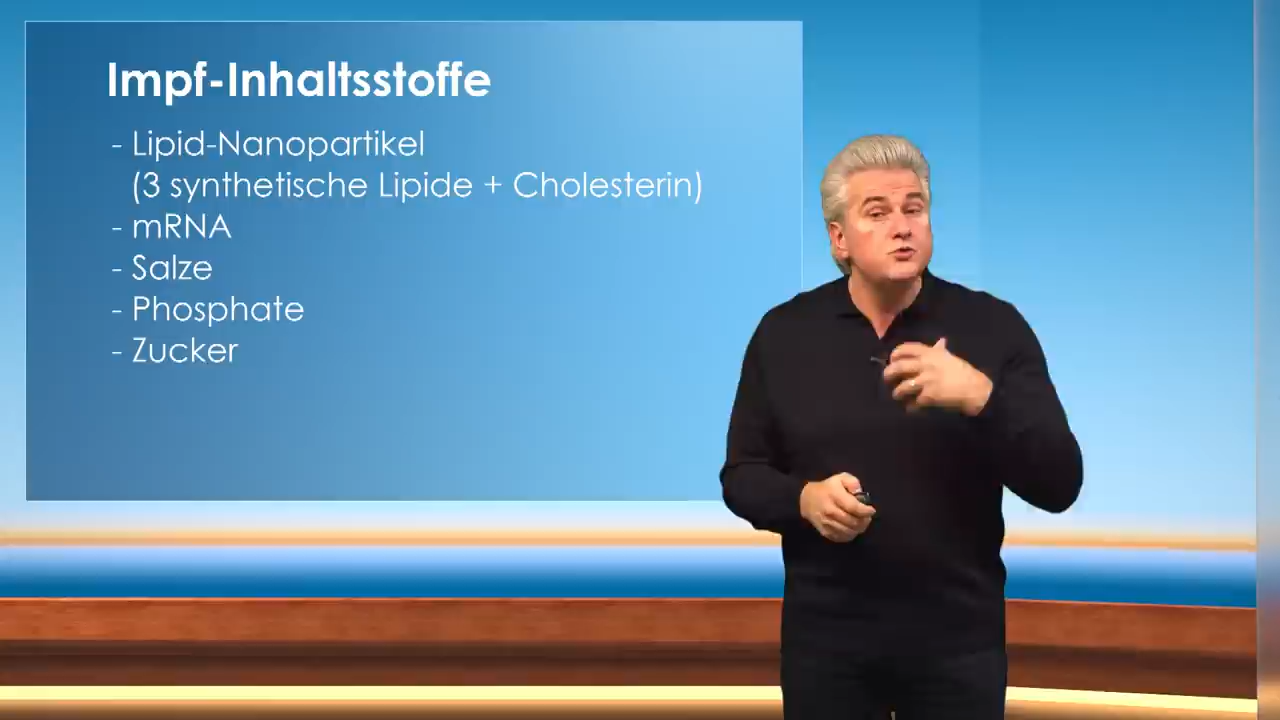 Impf-Inhaltsstoffe
- Lipid-Nanopartikel
(3 synthetische Lipide + Cholesterin)
- mRNA
- Salze
- Phosphate
- Zucker